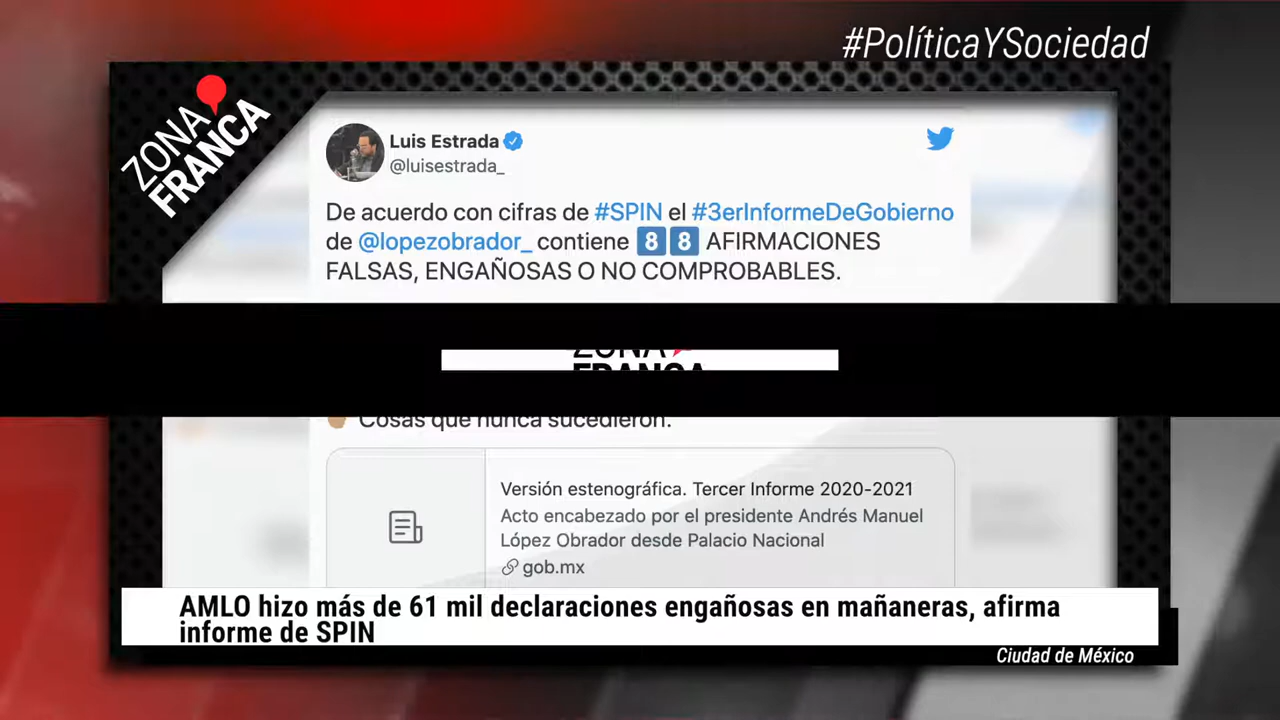 #PolíticaYSociedad
ZONA
FRANCA
Luis Estrada
@luisestrada_
De acuerdo con cifras de #SPIN el #3erInformeDeGobierno
de @lopezobrador_ contiene 8 8 AFIRMACIONES
FALSAS, ENGAÑOSAS O NO COMPROBABLES.
ZONA
FRANCA
Cosas que nunca sucedieron.
Versión estenográfica. Tercer Informe 2020-2021
Acto encabezado por el presidente Andrés Manuel
López Obrador desde Palacio Nacional
gob.mx
AMLO hizo más de 61 mil declaraciones engañosas en mañaneras, afirma
informe de SPIN
Ciudad de México